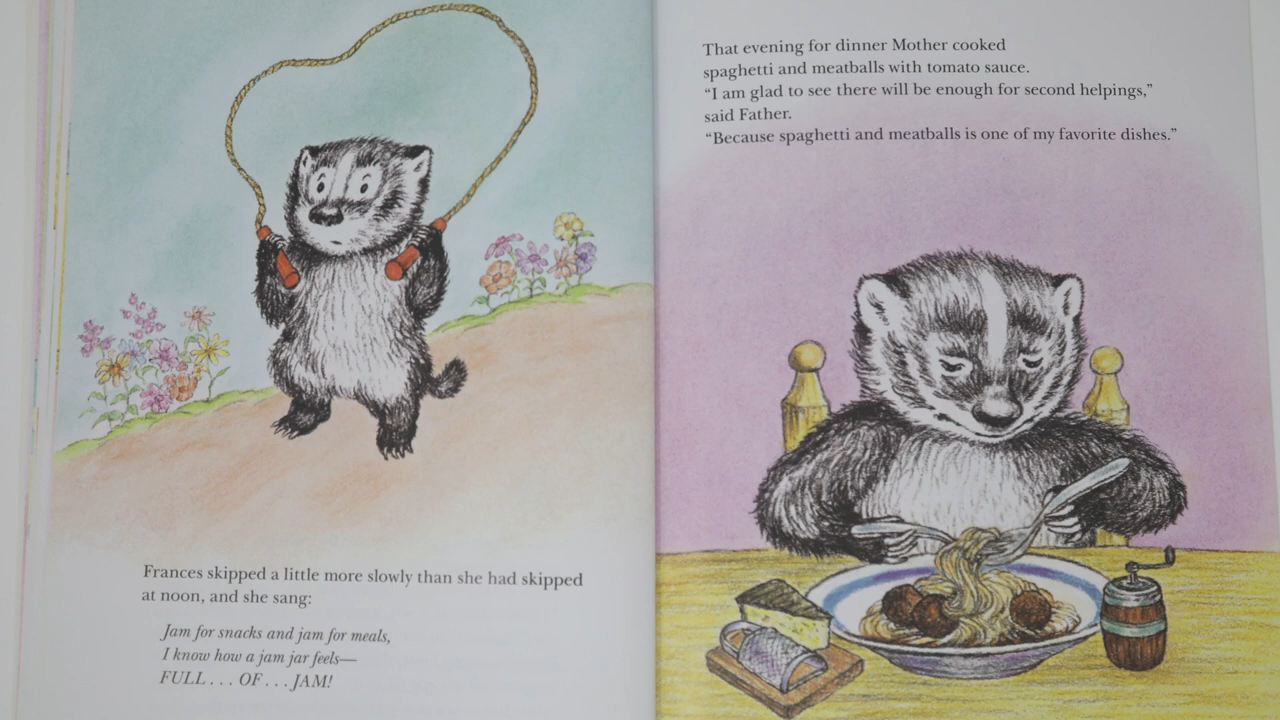 Frances skipped a little more slowly than she had skipped
at noon, and she sang:
Jam for snacks and jam for meals,
I know how a jam jar feels—
FULL . . . OF . . . JAM!
That evening for dinner Mother cooked
spaghetti and meatballs with tomato sauce.
“I am glad to see there will be enough for second helpings,”
said Father.
“Because spaghetti and meatballs is one of my favorite dishes.”